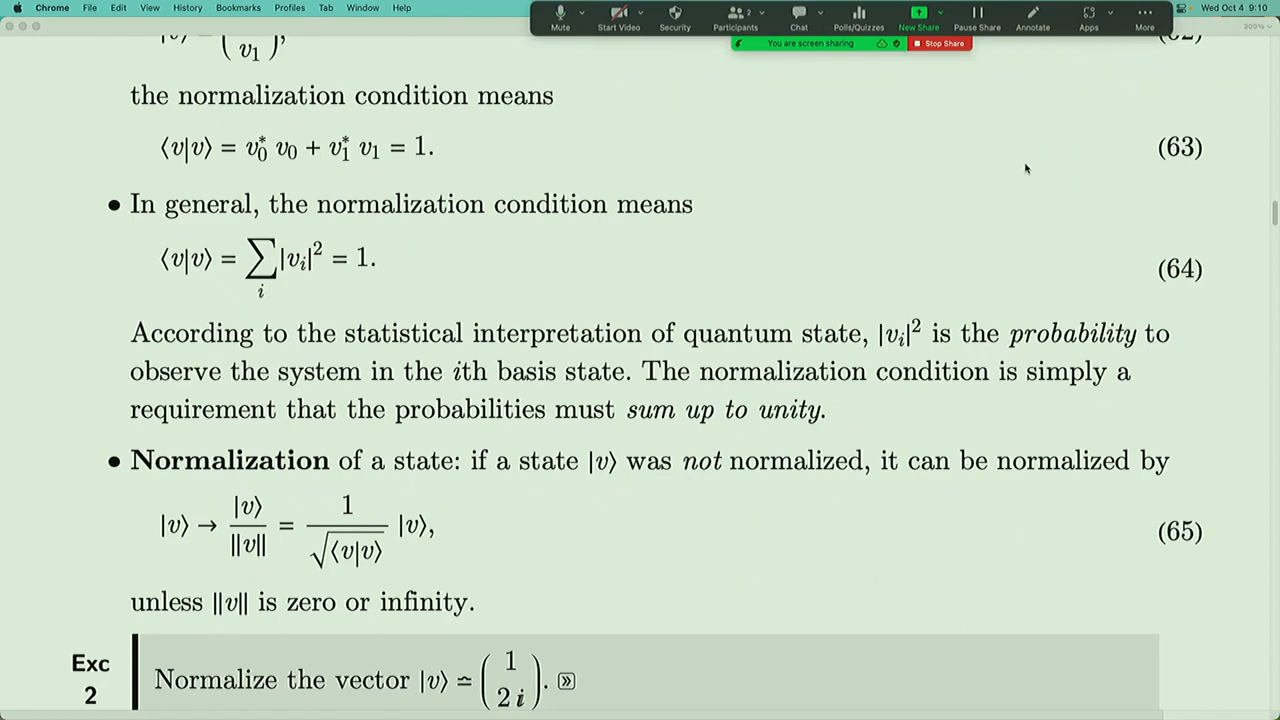 Chrome File Edit View History Bookmarks Profiles Tab Window Help
Wed Oct 4 9:10
Mute Start Video Security Participants 2 Chat Polls/Quizzes New Share Pause Share Annotate Apps More
You are screen sharing Stop Share
300%
v₁
the normalization condition means
⟨v|v⟩ = v₀* v₀ + v₁* v₁ = 1. (63)
• In general, the normalization condition means
⟨v|v⟩ = ∑ᵢ |vᵢ|² = 1. (64)
According to the statistical interpretation of quantum state, |vᵢ|² is the probability to
observe the system in the ith basis state. The normalization condition is simply a
requirement that the probabilities must sum up to unity.
• Normalization of a state: if a state |v⟩ was not normalized, it can be normalized by
|v⟩ → |v⟩ / ‖v‖ = 1 / √⟨v|v⟩ |v⟩, (65)
unless ‖v‖ is zero or infinity.
Exc 2
Normalize the vector |v⟩ ≏ (1 2 i). »